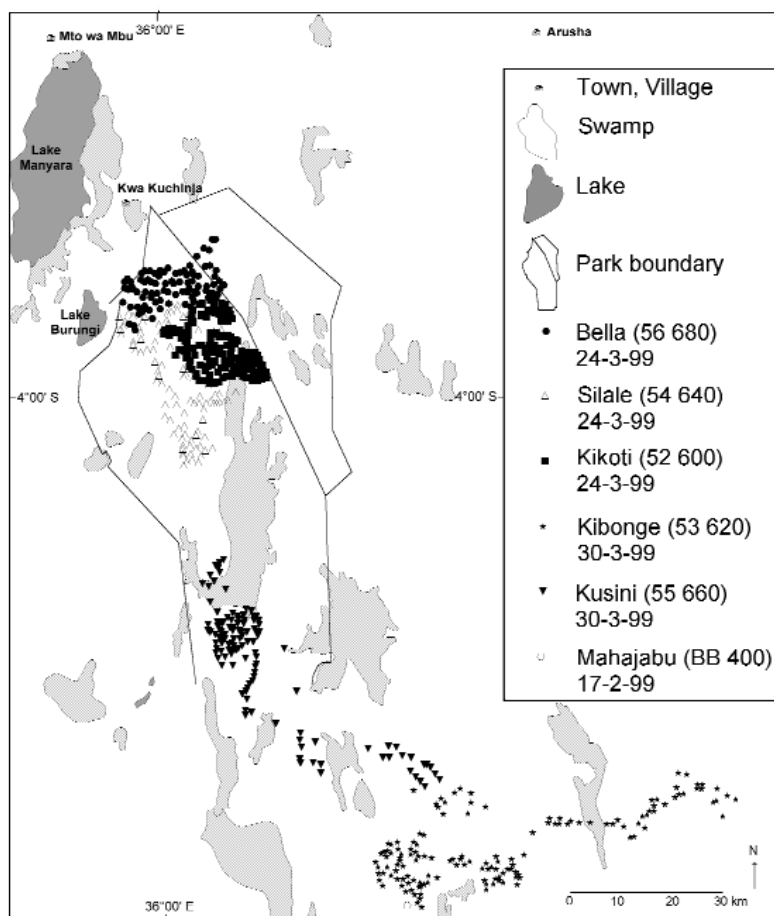 36°00' E
Mto wa Mbu
Arusha
Lake
Manyara
Kwa Kuchinja
Lake
Burungi
4°00' S
4°00' S
Town, Village
Swamp
Lake
Park boundary
Bella (56 680)
24-3-99
Silale (54 640)
24-3-99
Kikoti (52 600)
24-3-99
Kibonge (53 620)
30-3-99
Kusini (55 660)
30-3-99
Mahajabu (BB 400)
17-2-99
N
0 10 20 30 km
36°00' E